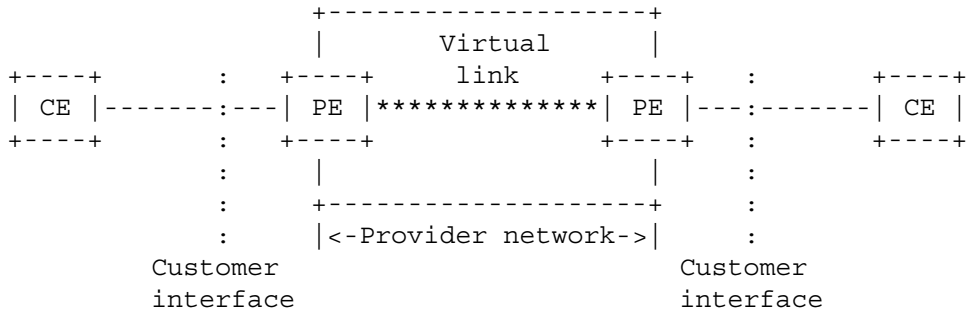 +--------------------+
                       |       Virtual      |
+----+         :   +----+      link      +----+   :        +----+
| CE |-------:---| PE |**************| PE |---:-------| CE |
+----+         :   +----+                +----+   :        +----+
               :     |                    |     :
               :     +--------------------+     :
               :     |<-Provider network->|     :
          Customer                          Customer
          interface                         interface